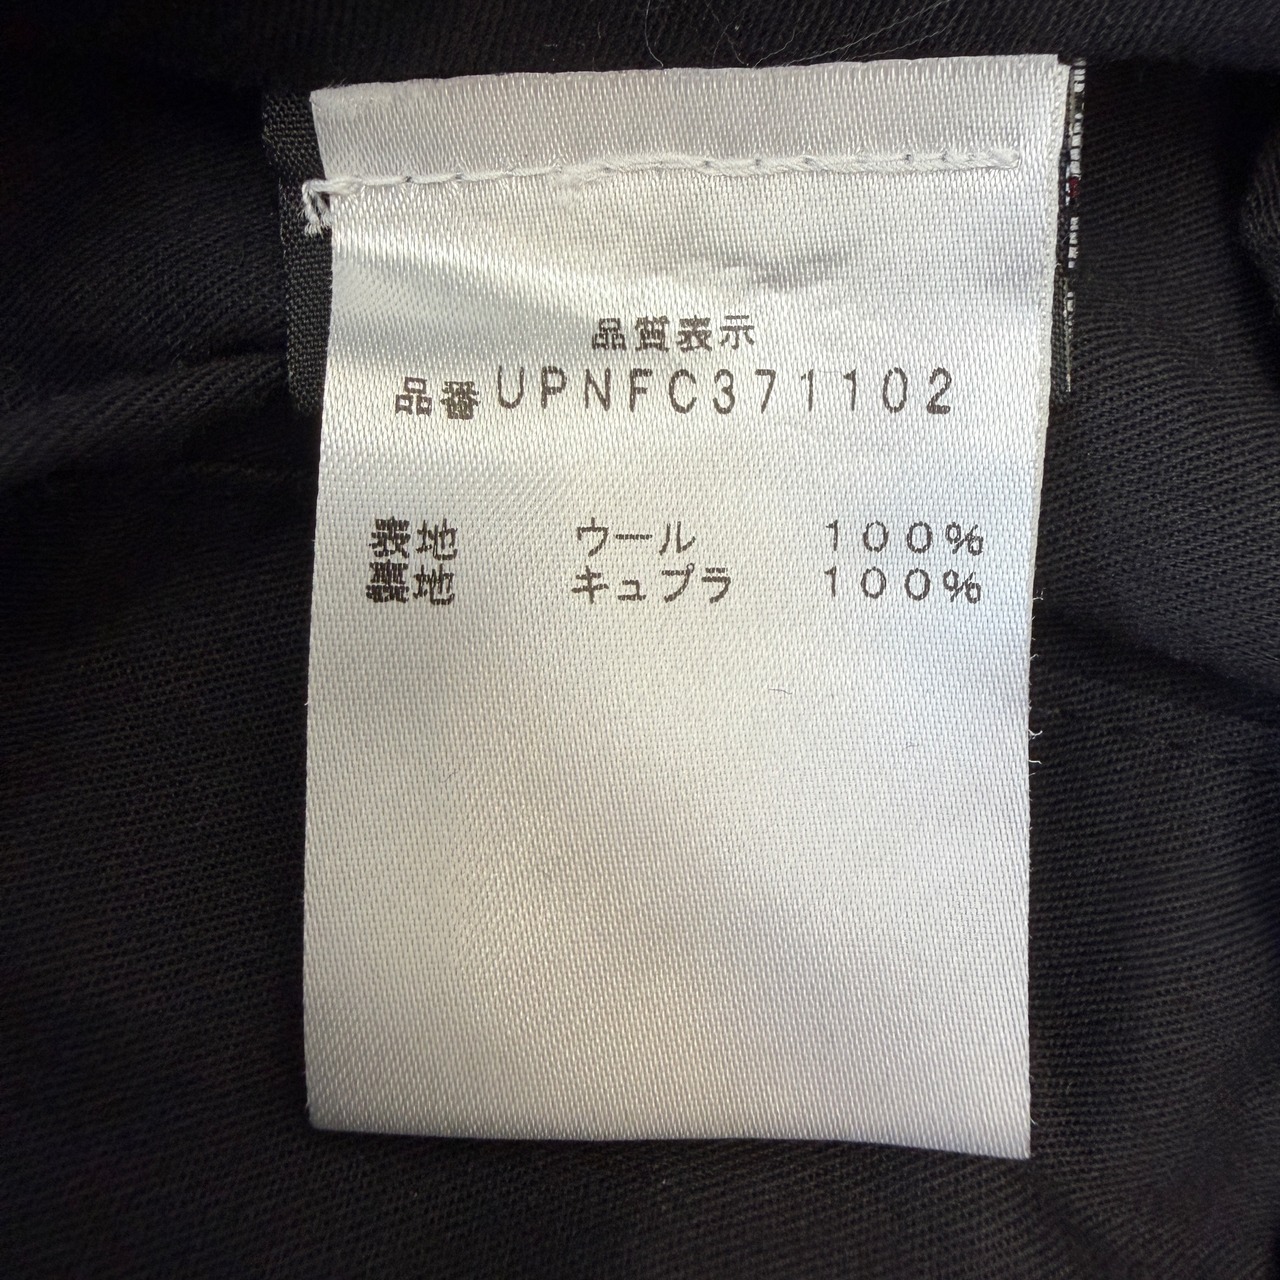 品質表示
品番UPNFC371102
表地 ウール 100%
裏地 キュプラ 100%